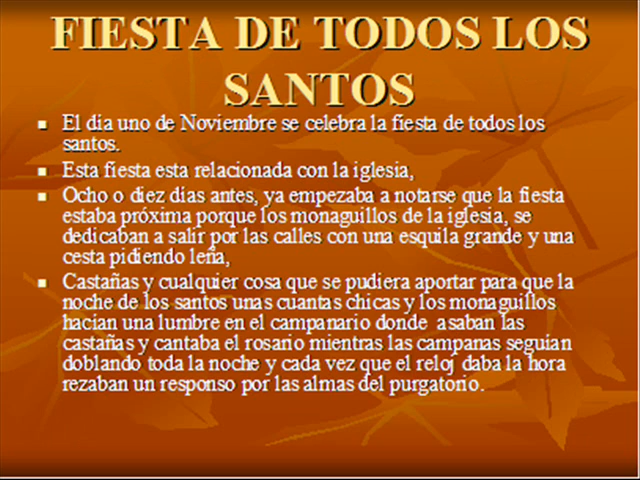 FIESTA DE TODOS LOS
SANTOS
El día uno de Noviembre se celebra la fiesta de todos los
santos.
Esta fiesta esta relacionada con la iglesia,
Ocho o diez días antes, ya empezaba a notarse que la fiesta
estaba próxima porque los monaguillos de la iglesia, se
dedicaban a salir por las calles con una esquila grande y una
cesta pidiendo leña,
Castañas y cualquier cosa que se pudiera aportar para que la
noche de los santos unas cuantas chicas y los monaguillos
hacían una lumbre en el campanario donde  asaban las
castañas y cantaba el rosario mientras las campanas seguían
doblando toda la noche y cada vez que el reloj daba la hora
rezaban un responso por las almas del purgatorio.